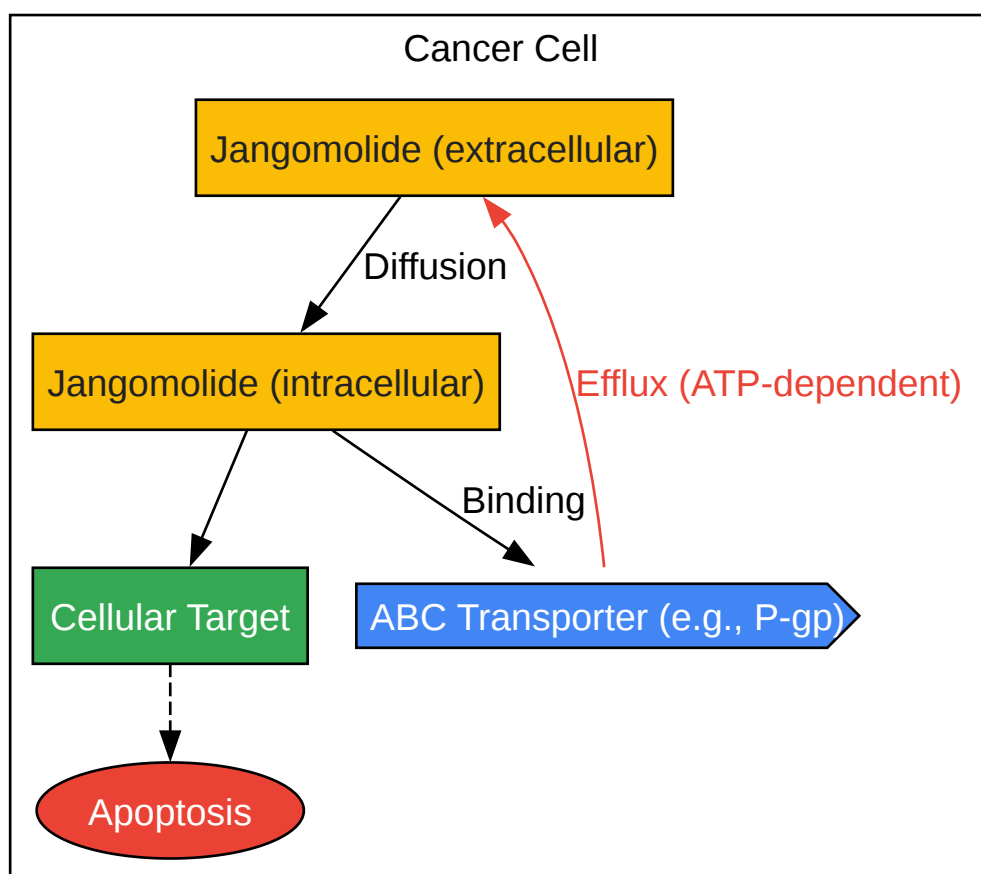 Cancer Cell
Jangomolide (extracellular)
Diffusion
Jangomolide (intracellular)
Efflux (ATP-dependent)
Binding
Cellular Target
ABC Transporter (e.g., P-gp)
Apoptosis